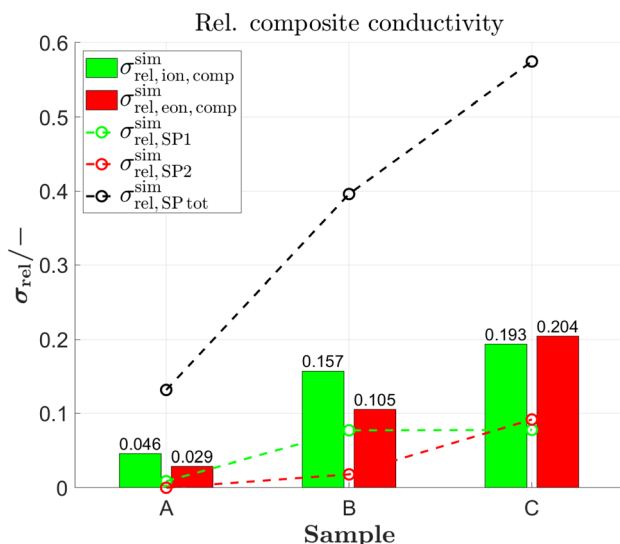 Rel. composite conductivity
0.6
0.5
0.4
0.3
0.2
0.1
0
σrel/−
σ^sim_rel,ion,comp
σ^sim_rel,eon,comp
σ^sim_rel,SP1
σ^sim_rel,SP2
σ^sim_rel,SP tot
0.046
0.029
0.157
0.105
0.193
0.204
A
B
C
Sample